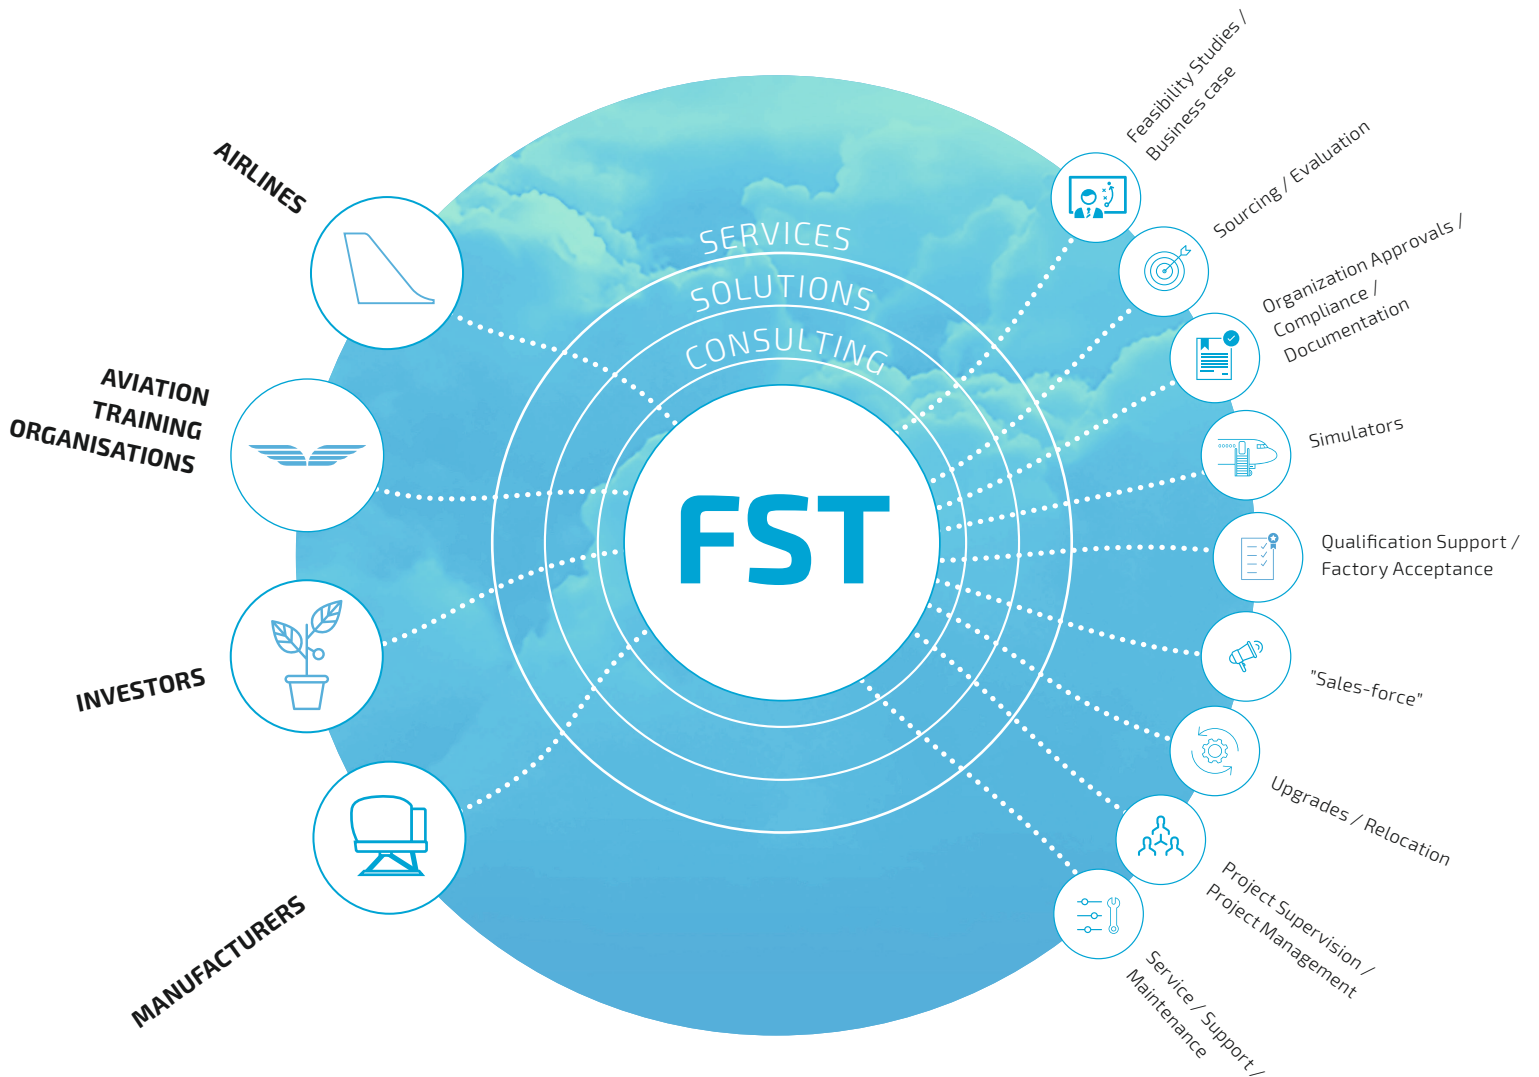 AIRLINES
AVIATION
TRAINING
ORGANISATIONS
INVESTORS
MANUFACTURERS
SERVICES
SOLUTIONS
CONSULTING
FST
Feasibility Studies /
Business case
Sourcing / Evaluation
Organization Approvals /
Compliance /
Documentation
Simulators
Qualification Support /
Factory Acceptance
"Sales-force"
Upgrades / Relocation
Project Supervision /
Project Management
Service / Support /
Maintenance